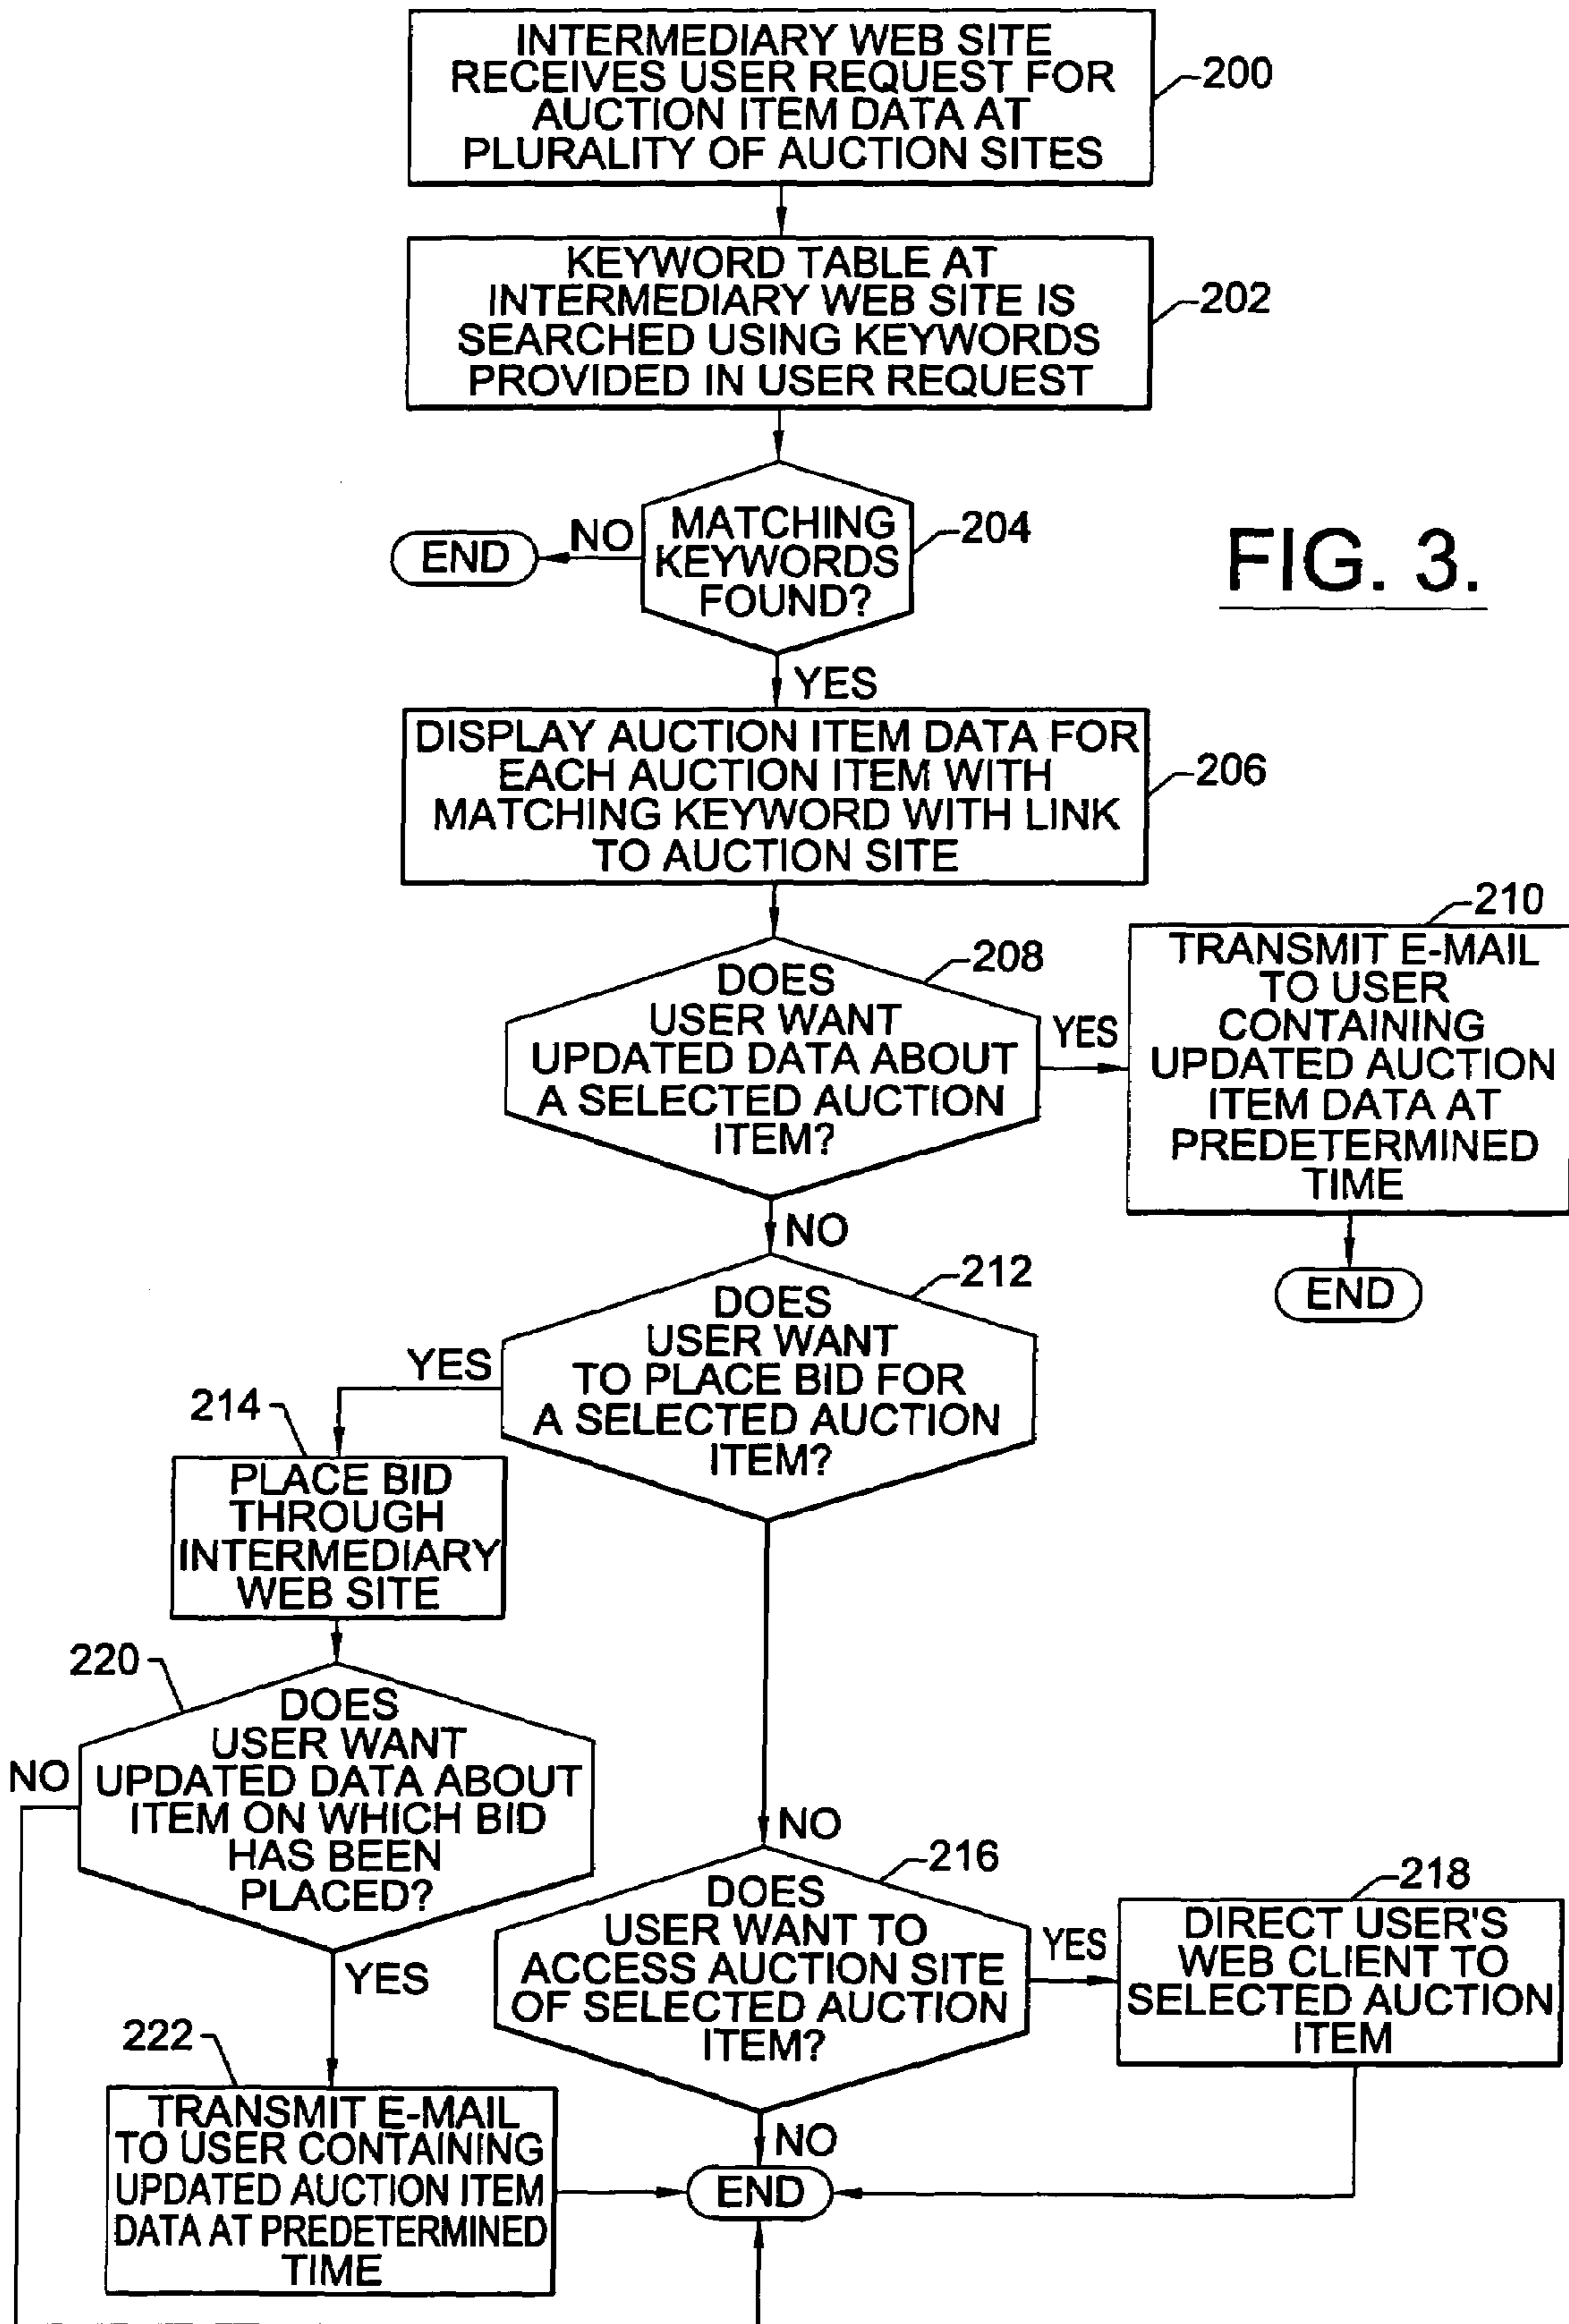 INTERMEDIARY WEB SITE
RECEIVES USER REQUEST FOR
AUCTION ITEM DATA AT
PLURALITY OF AUCTION SITES
200
KEYWORD TABLE AT
INTERMEDIARY WEB SITE IS
SEARCHED USING KEYWORDS
PROVIDED IN USER REQUEST
202
MATCHING
KEYWORDS
FOUND?
204
NO
END
FIG. 3.
YES
DISPLAY AUCTION ITEM DATA FOR
EACH AUCTION ITEM WITH
MATCHING KEYWORD WITH LINK
TO AUCTION SITE
206
DOES
USER WANT
UPDATED DATA ABOUT
A SELECTED AUCTION
ITEM?
208
YES
210
TRANSMIT E-MAIL
TO USER
CONTAINING
UPDATED AUCTION
ITEM DATA AT
PREDETERMINED
TIME
END
NO
DOES
USER WANT
TO PLACE BID FOR
A SELECTED AUCTION
ITEM?
212
YES
214
PLACE BID
THROUGH
INTERMEDIARY
WEB SITE
220
DOES
USER WANT
UPDATED DATA ABOUT
ITEM ON WHICH BID
HAS BEEN
PLACED?
NO
YES
222
TRANSMIT E-MAIL
TO USER CONTAINING
UPDATED AUCTION ITEM
DATA AT PREDETERMINED
TIME
NO
DOES
USER WANT TO
ACCESS AUCTION SITE
OF SELECTED AUCTION
ITEM?
216
YES
218
DIRECT USER'S
WEB CLIENT TO
SELECTED AUCTION
ITEM
NO
END